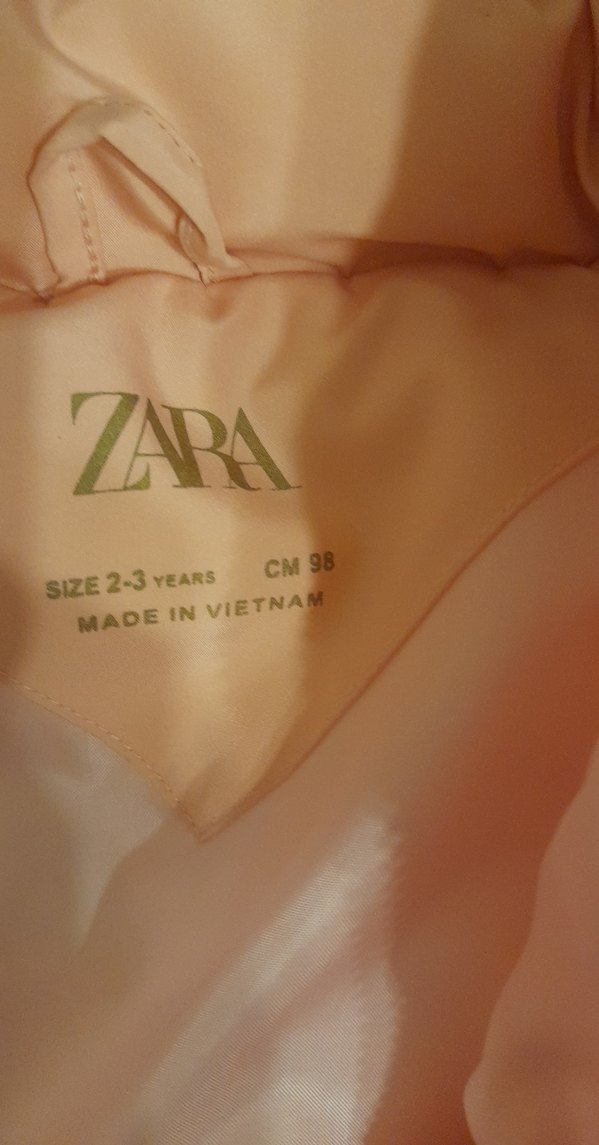 ZARA
SIZE 2-3 YEARS CM 98
MADE IN VIETNAM